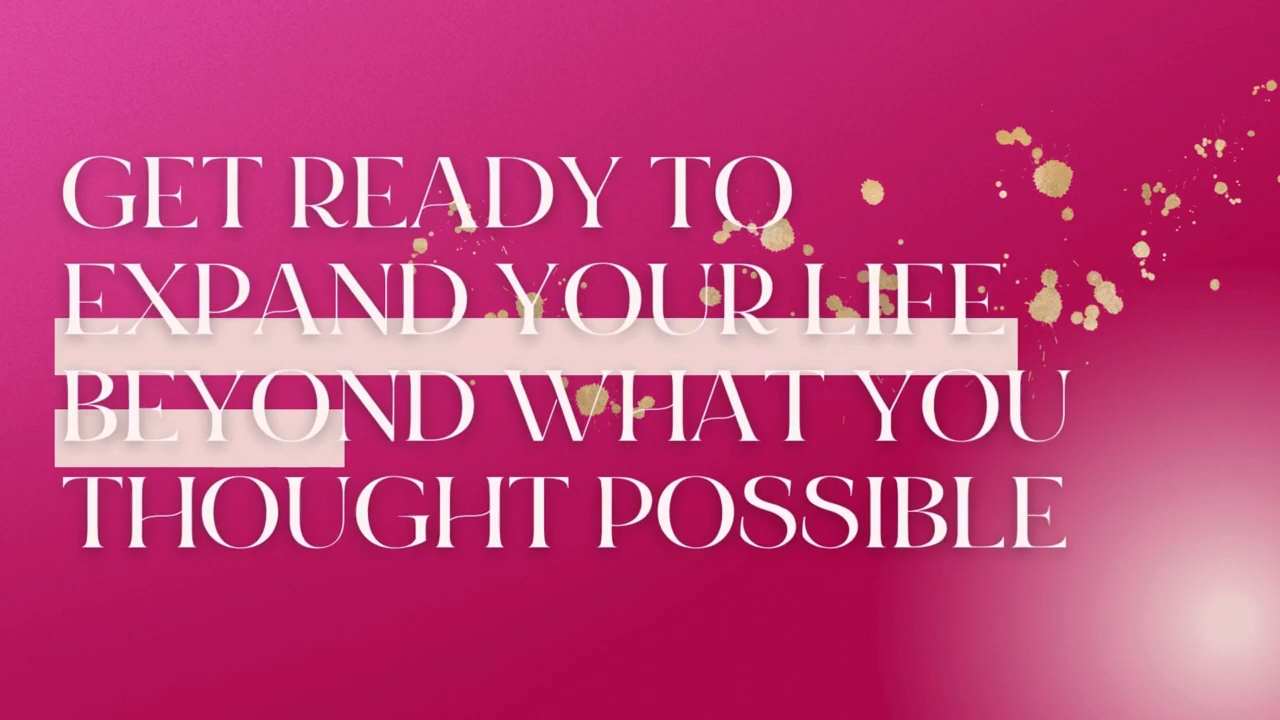 GET READY TO
EXPAND YOUR LIFE
BEYOND WHAT YOU
THOUGHT POSSIBLE